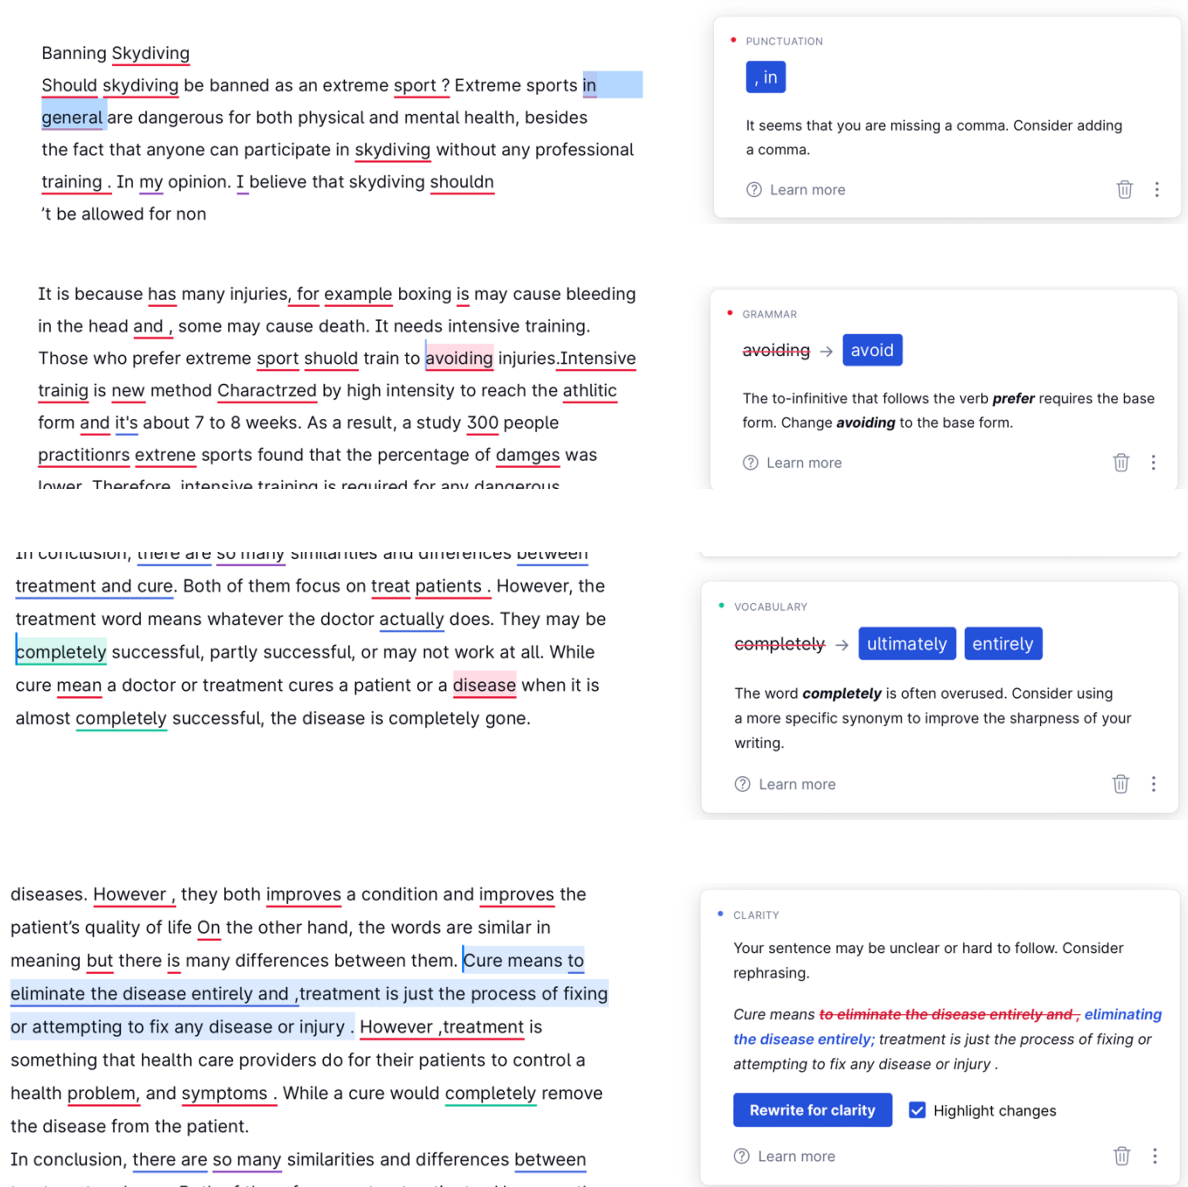 Banning Skydiving
Should skydiving be banned as an extreme sport ? Extreme sports in
general are dangerous for both physical and mental health, besides
the fact that anyone can participate in skydiving without any professional
training . In my opinion. I believe that skydiving shouldn
’t be allowed for non
PUNCTUATION
, in
It seems that you are missing a comma. Consider adding
a comma.
Learn more
It is because has many injuries, for example boxing is may cause bleeding
in the head and , some may cause death. It needs intensive training.
Those who prefer extreme sport shuold train to avoiding injuries.Intensive
trainig is new method Charactrzed by high intensity to reach the athlitic
form and it's about 7 to 8 weeks. As a result, a study 300 people
practitionrs extrene sports found that the percentage of damges was
lower. Therefore, intensive training is required for any dangerous
GRAMMAR
avoiding → avoid
The to-infinitive that follows the verb prefer requires the base
form. Change avoiding to the base form.
Learn more
In conclusion, there are so many similarities and differences between
treatment and cure. Both of them focus on treat patients . However, the
treatment word means whatever the doctor actually does. They may be
completely successful, partly successful, or may not work at all. While
cure mean a doctor or treatment cures a patient or a disease when it is
almost completely successful, the disease is completely gone.
VOCABULARY
completely → ultimately entirely
The word completely is often overused. Consider using
a more specific synonym to improve the sharpness of your
writing.
Learn more
diseases. However , they both improves a condition and improves the
patient’s quality of life On the other hand, the words are similar in
meaning but there is many differences between them. Cure means to
eliminate the disease entirely and ,treatment is just the process of fixing
or attempting to fix any disease or injury . However ,treatment is
something that health care providers do for their patients to control a
health problem, and symptoms . While a cure would completely remove
the disease from the patient.
In conclusion, there are so many similarities and differences between
CLARITY
Your sentence may be unclear or hard to follow. Consider
rephrasing.
Cure means to eliminate the disease entirely and , eliminating
the disease entirely; treatment is just the process of fixing or
attempting to fix any disease or injury .
Rewrite for clarity Highlight changes
Learn more